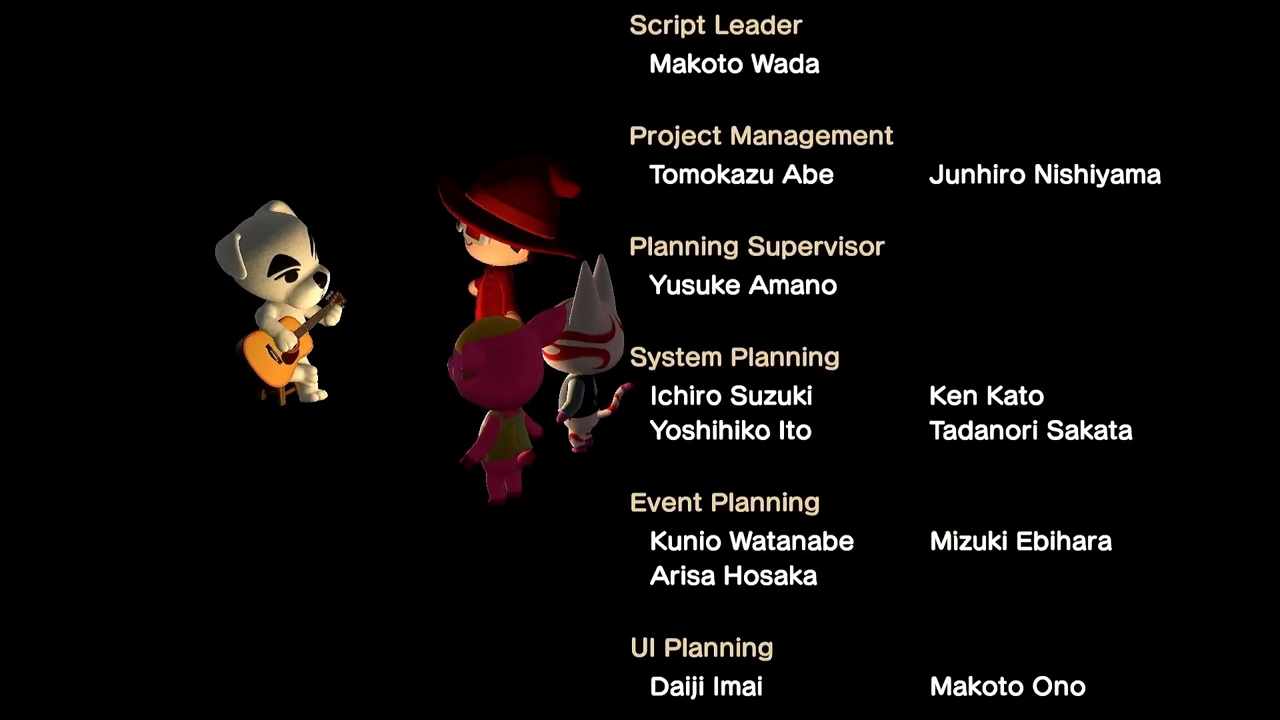 Script Leader
Makoto Wada
Project Management
Tomokazu Abe Junhiro Nishiyama
Planning Supervisor
Yusuke Amano
System Planning
Ichiro Suzuki Ken Kato
Yoshihiko Ito Tadanori Sakata
Event Planning
Kunio Watanabe Mizuki Ebihara
Arisa Hosaka
UI Planning
Daiji Imai Makoto Ono